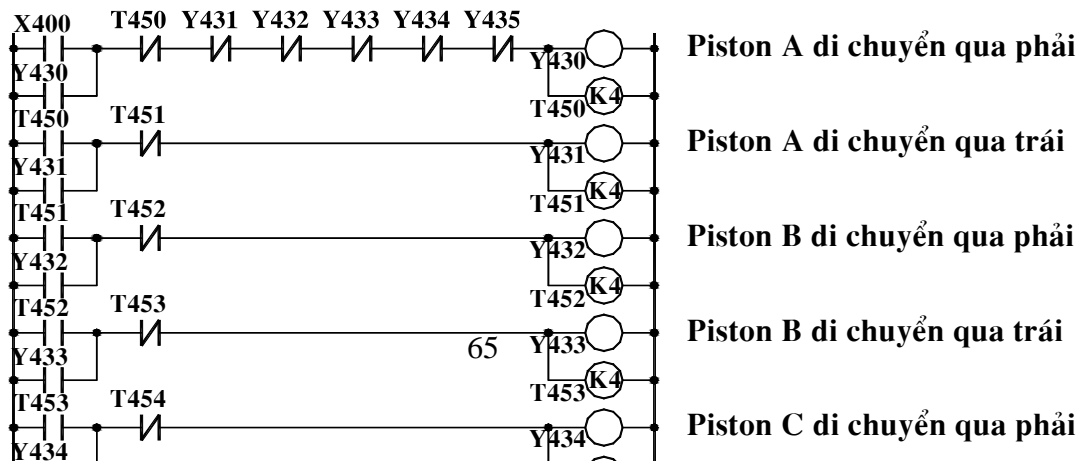 X400 T450 Y431 Y432 Y433 Y434 Y435
Y430 Piston A di chuyển qua phải
Y430
T450 K4
T450 T451
Y431 Piston A di chuyển qua trái
Y431
T451 K4
T451 T452
Y432 Piston B di chuyển qua phải
Y432
T452 K4
T452 T453
Y433 Piston B di chuyển qua trái
65
Y433
T453 K4
T453 T454
Y434 Piston C di chuyển qua phải
Y434